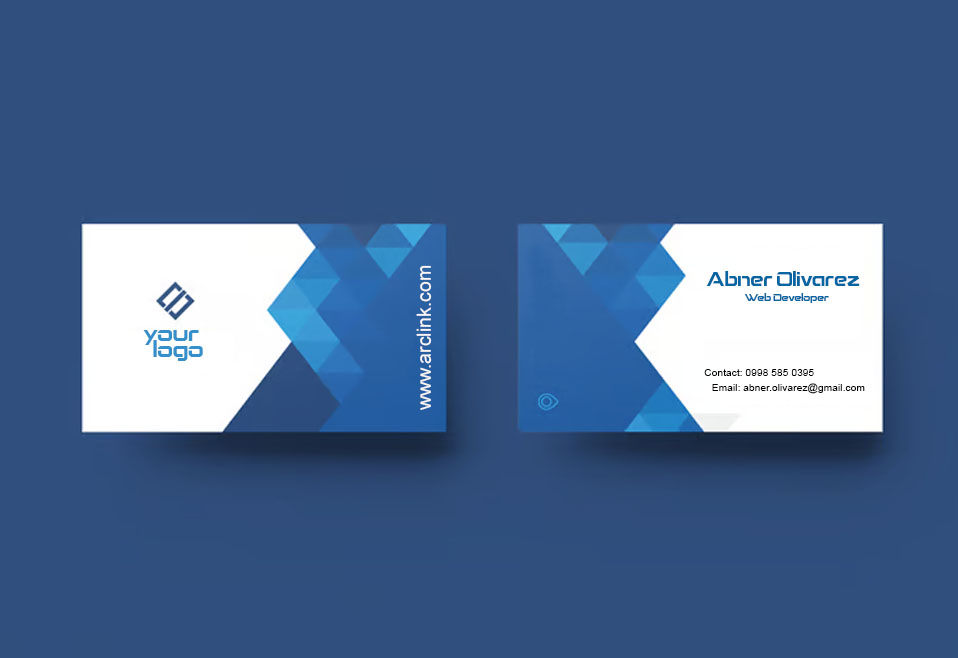 your
logo
www.arclink.com
Abner Olivarez
Web Developer
Contact: 0998 585 0395
Email: abner.olivarez@gmail.com